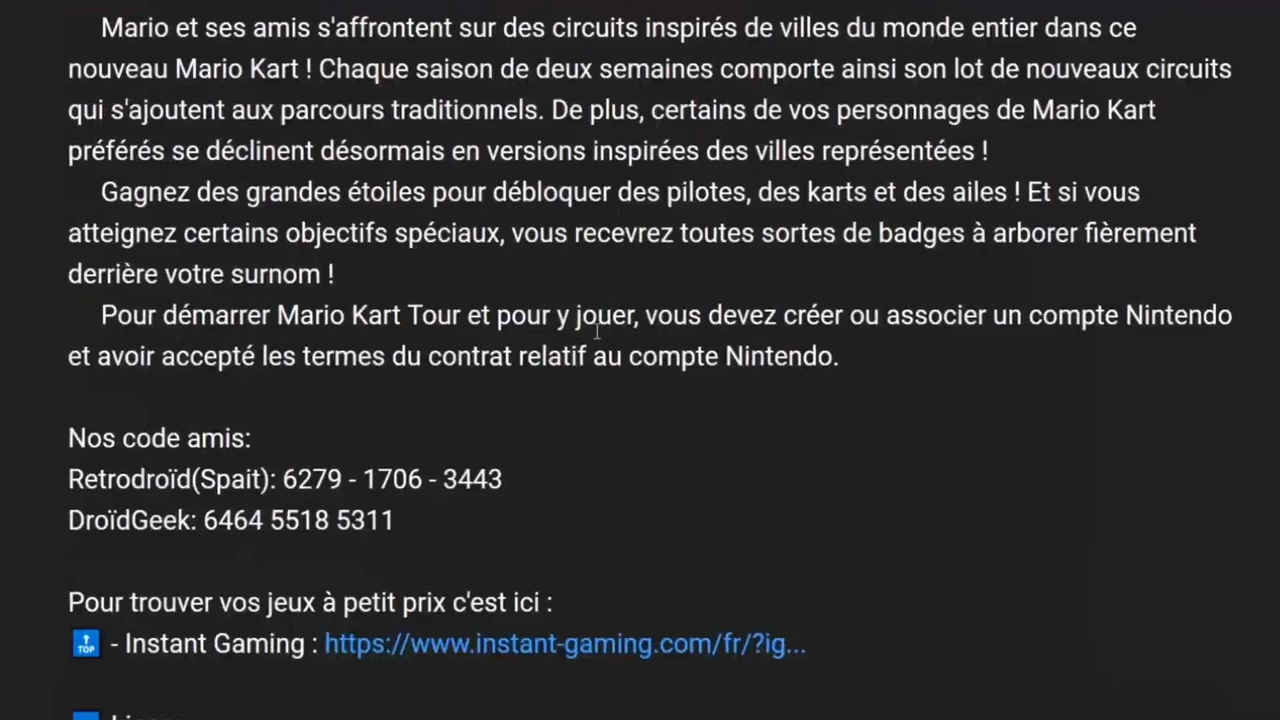 Mario et ses amis s'affrontent sur des circuits inspirés de villes du monde entier dans ce
nouveau Mario Kart ! Chaque saison de deux semaines comporte ainsi son lot de nouveaux circuits
qui s'ajoutent aux parcours traditionnels. De plus, certains de vos personnages de Mario Kart
préférés se déclinent désormais en versions inspirées des villes représentées !
Gagnez des grandes étoiles pour débloquer des pilotes, des karts et des ailes ! Et si vous
atteignez certains objectifs spéciaux, vous recevrez toutes sortes de badges à arborer fièrement
derrière votre surnom !
Pour démarrer Mario Kart Tour et pour y jouer, vous devez créer ou associer un compte Nintendo
et avoir accepté les termes du contrat relatif au compte Nintendo.
Nos code amis:
Retrodroïd(Spait): 6279 - 1706 - 3443
DroïdGeek: 6464 5518 5311
Pour trouver vos jeux à petit prix c'est ici :
🔝 - Instant Gaming : https://www.instant-gaming.com/fr/?ig...